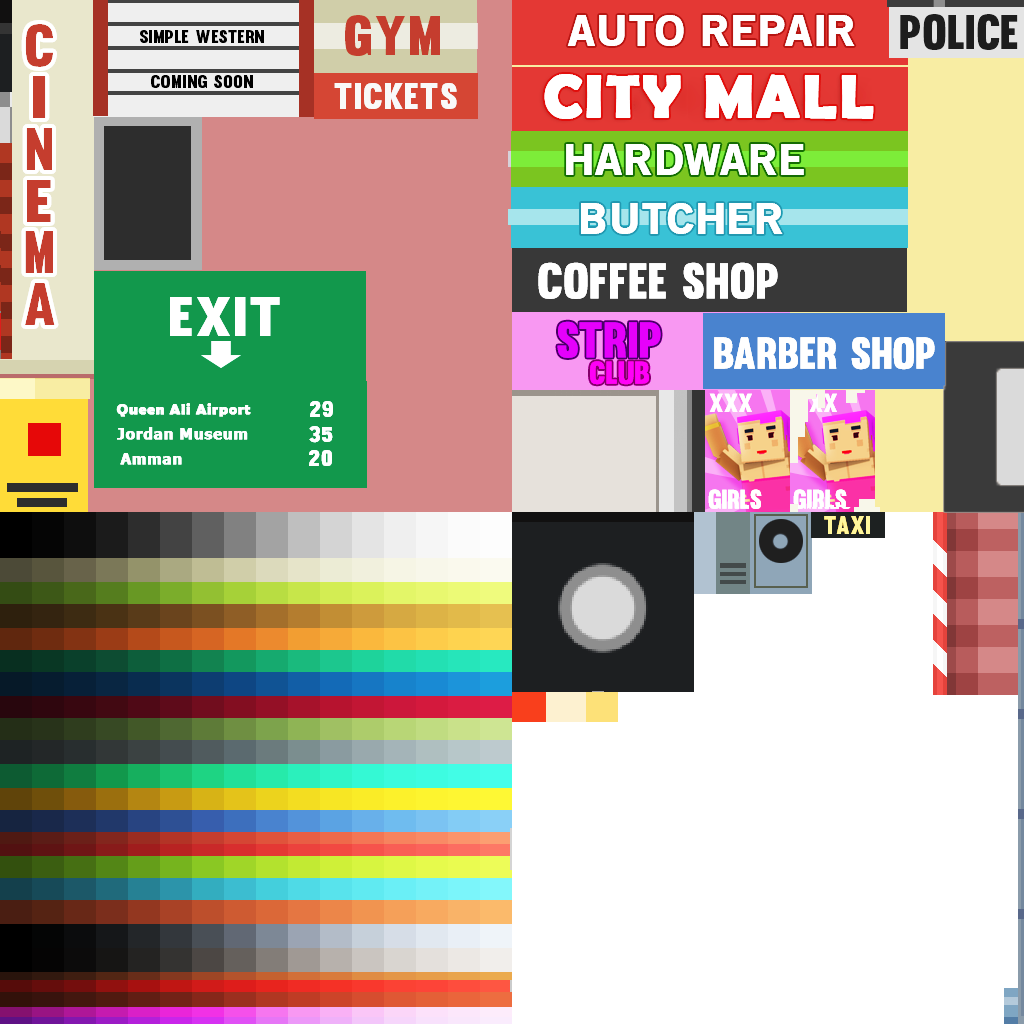 CINEMA
SIMPLE WESTERN
COMING SOON
GYM
TICKETS
EXIT
Queen Ali Airport 29
Jordan Museum 35
Amman 20
AUTO REPAIR
POLICE
CITY MALL
HARDWARE
BUTCHER
COFFEE SHOP
STRIP
CLUB
BARBER SHOP
XXX
GIRLS
XX
GIRLS
TAXI